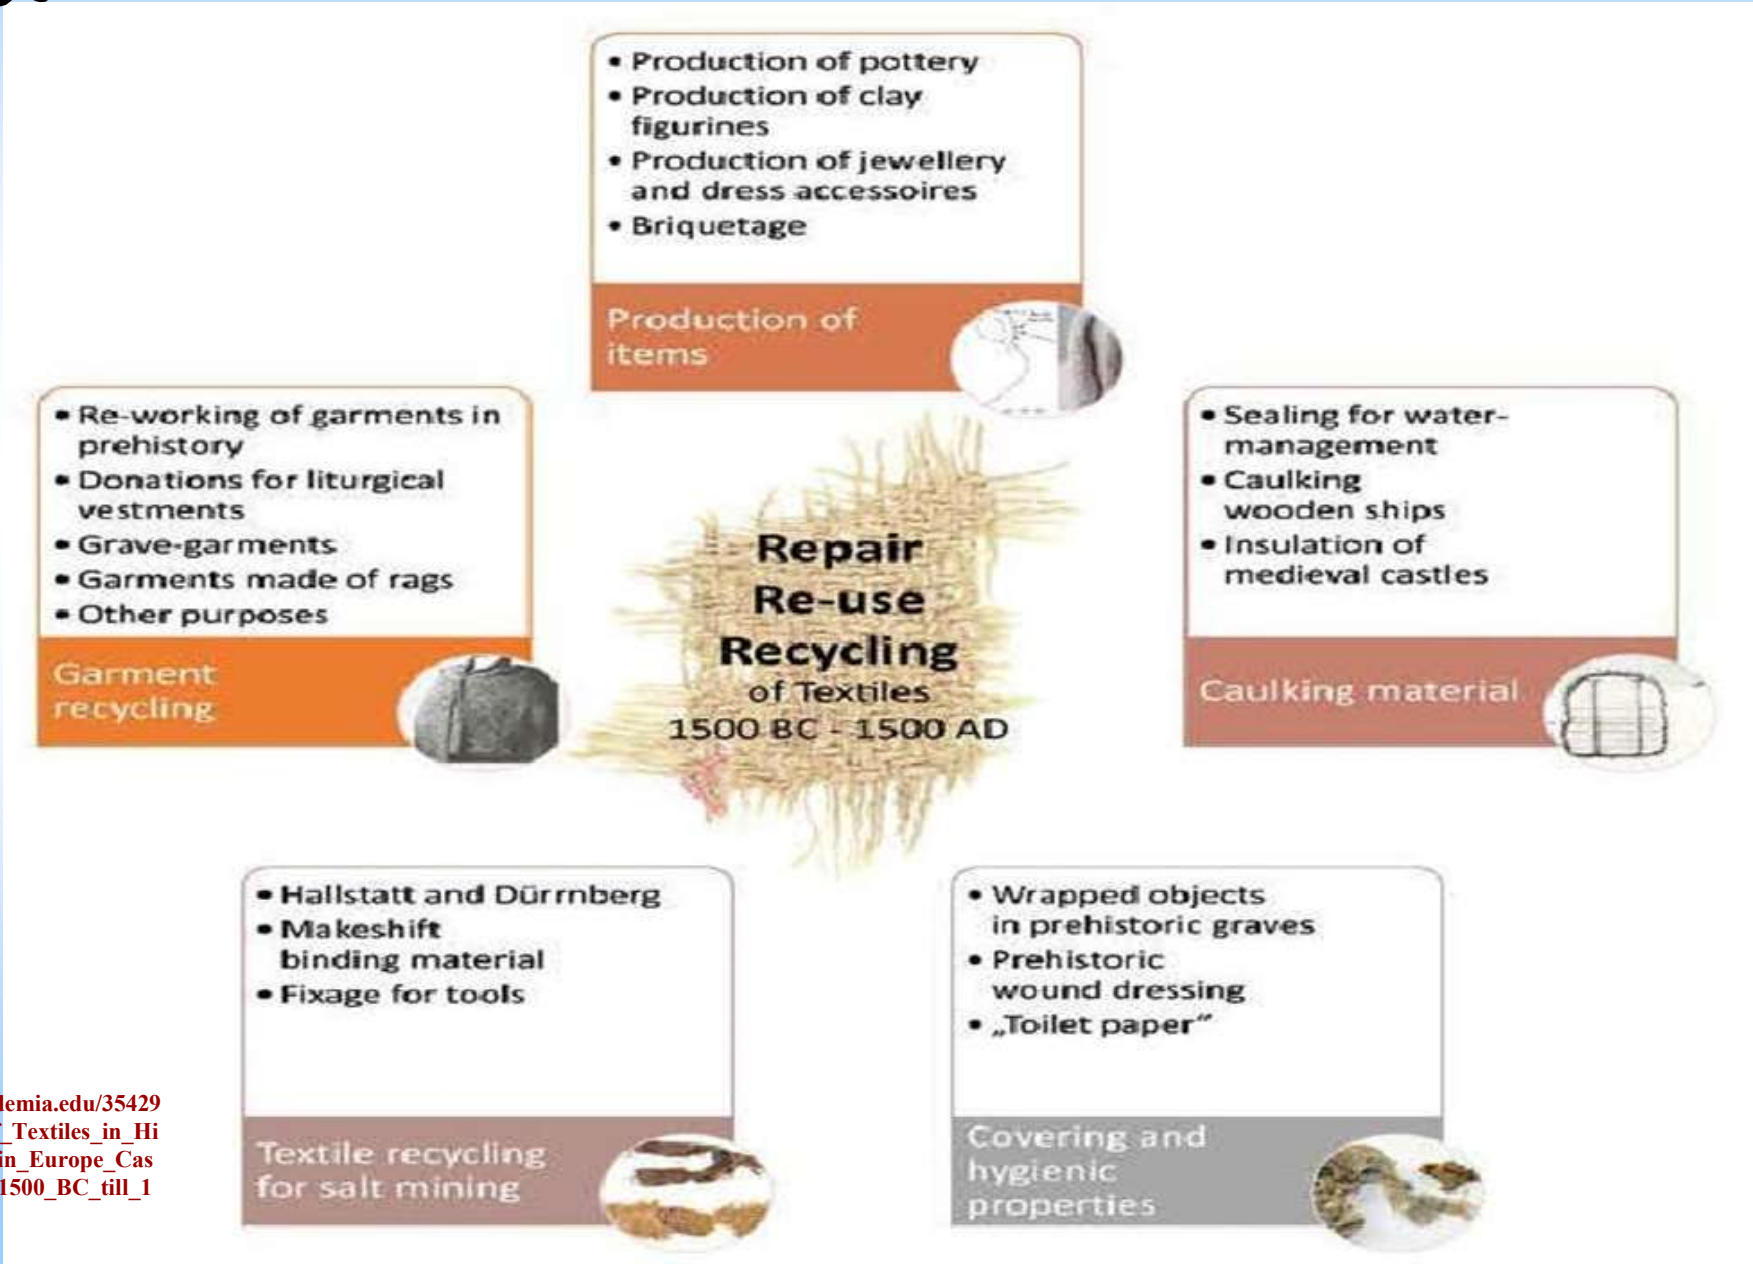 • Production of pottery
• Production of clay
figurines
• Production of jewellery
and dress accessoires
• Briquetage
Production of
items
• Re-working of garments in
prehistory
• Donations for liturgical
vestments
• Grave-garments
• Garments made of rags
• Other purposes
Garment
recycling
Repair
Re-use
Recycling
of Textiles
1500 BC - 1500 AD
• Sealing for water-
management
• Caulking
wooden ships
• Insulation of
medieval castles
Caulking material
• Hallstatt and Dürrnberg
• Makeshift
binding material
• Fixage for tools
Textile recycling
for salt mining
• Wrapped objects
in prehistoric graves
• Prehistoric
wound dressing
• „Toilet paper“
Covering and
hygienic
properties
lemia.edu/35429
_Textiles_in_Hi
in_Europe_Cas
1500_BC_till_1